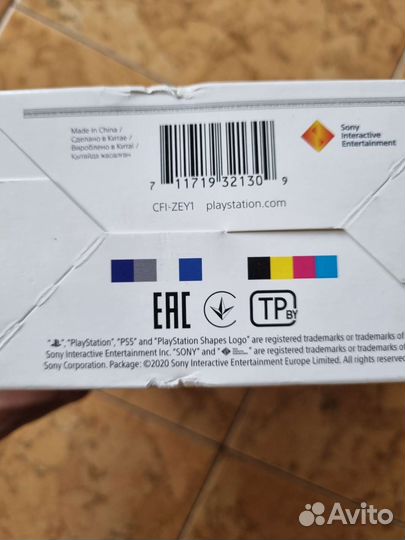 Made in China /
Сделано в Китае /
Вироблено в Китаї /
Қытайда жасалған
Sony
Interactive
Entertainment
7 11719 32130 9
CFI-ZEY1 playstation.com
EAC
TP BY
" ", "PlayStation", "PS5" and "PlayStation Shapes Logo" are registered trademarks or trademarks of
Sony Interactive Entertainment Inc. "SONY" and " " are registered trademarks or trademarks of
Sony Corporation. Package: ©2020 Sony Interactive Entertainment Europe Limited. All rights reserved
Avito